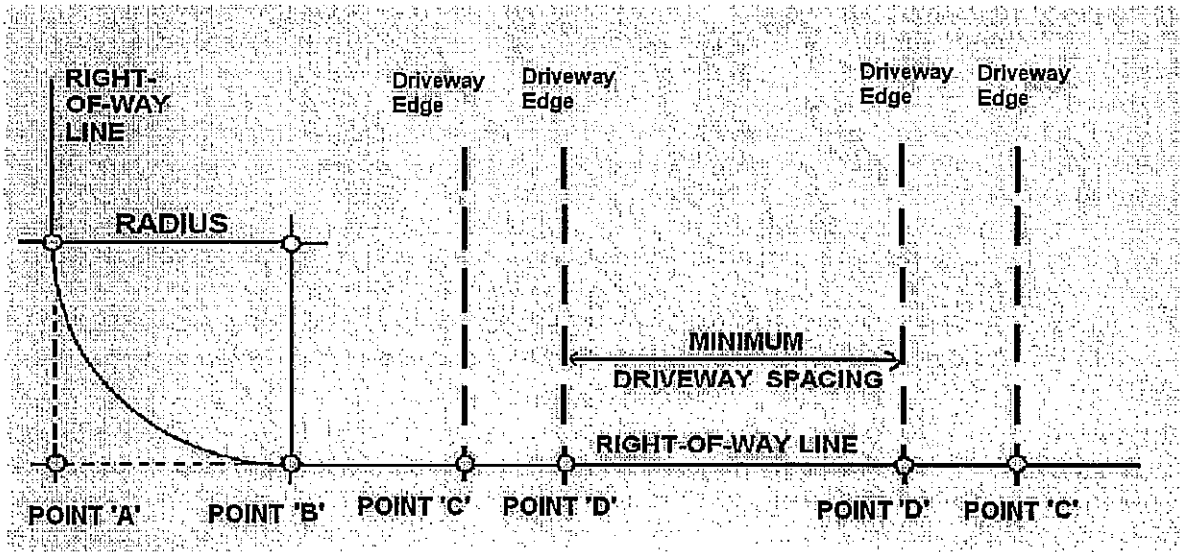 RIGHT-
OF-WAY
LINE
Driveway
Edge
Driveway
Edge
Driveway
Edge
Driveway
Edge
RADIUS
MINIMUM
DRIVEWAY SPACING
RIGHT-OF-WAY LINE
POINT 'A'
POINT 'B'
POINT 'C'
POINT 'D'
POINT 'D'
POINT 'C'